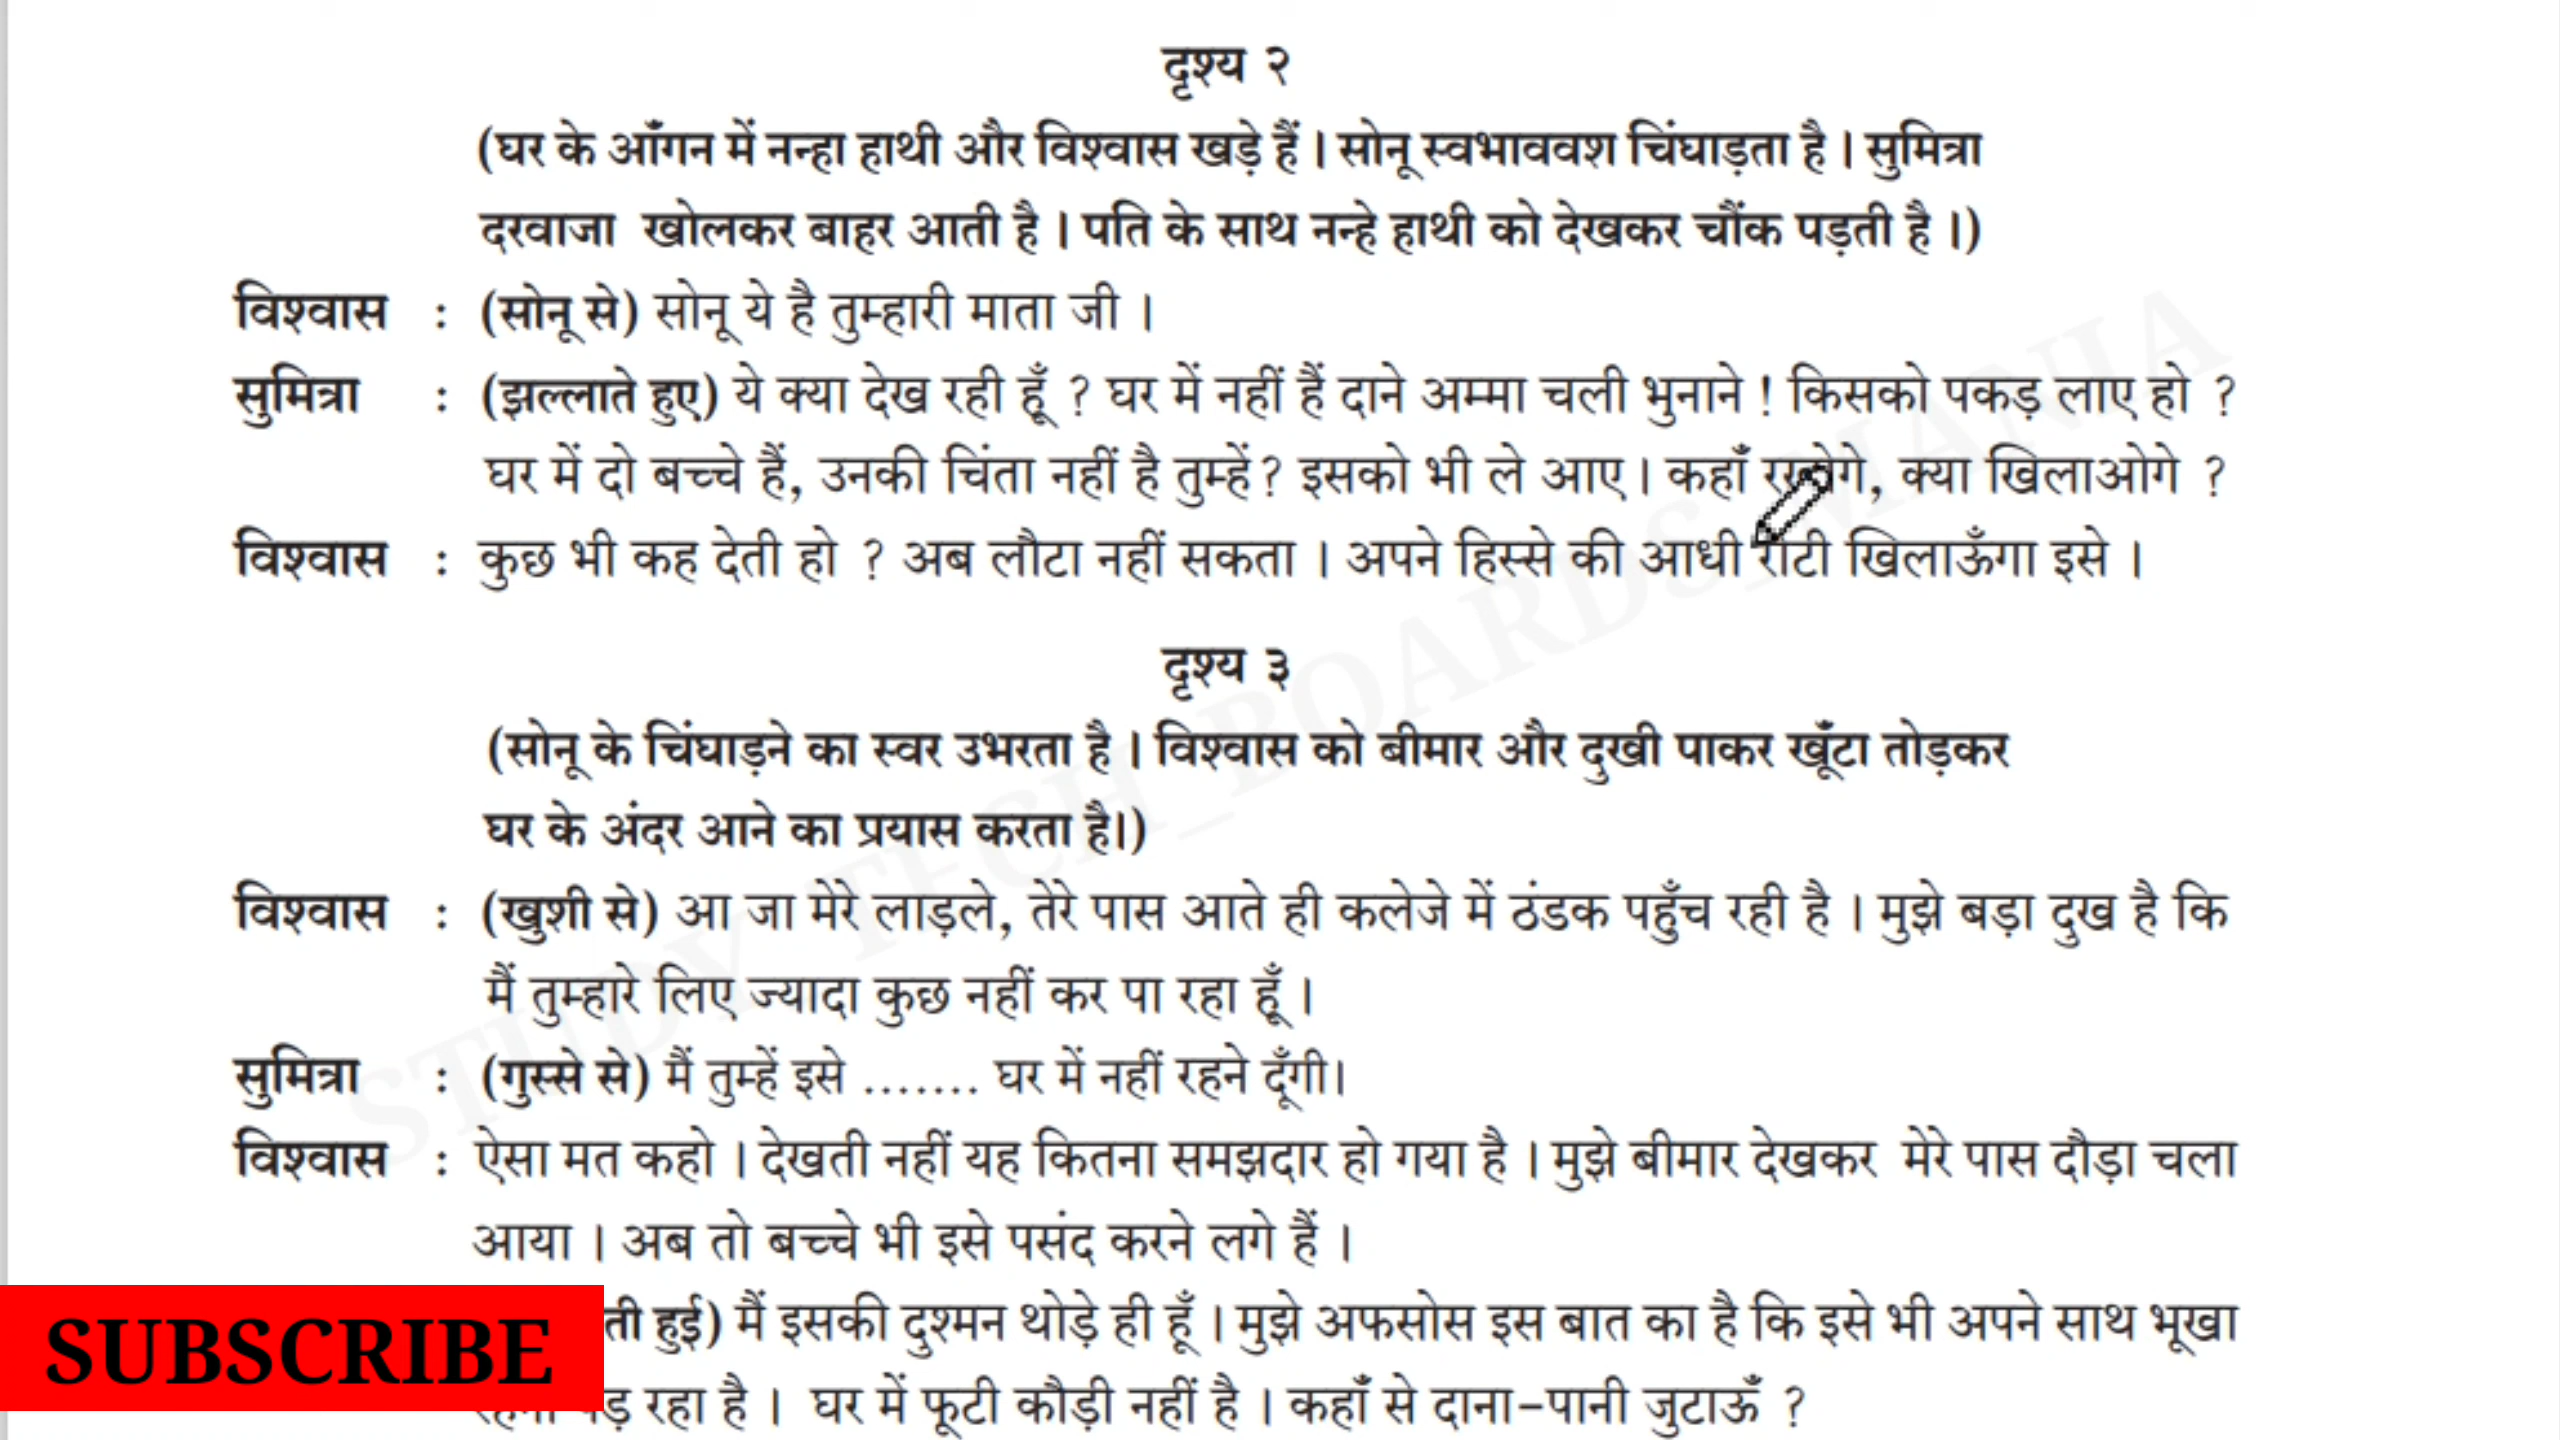 दृश्य २
(घर के आँगन में नन्हा हाथी और विश्वास खड़े हैं । सोनू स्वभाववश चिंघाड़ता है । सुमित्रा
दरवाजा खोलकर बाहर आती है । पति के साथ नन्हे हाथी को देखकर चौंक पड़ती है ।)
विश्वास : (सोनू से) सोनू ये है तुम्हारी माता जी ।
सुमित्रा : (झल्लाते हुए) ये क्या देख रही हूँ ? घर में नहीं हैं दाने अम्मा चली भुनाने ! किसको पकड़ लाए हो ?
घर में दो बच्चे हैं, उनकी चिंता नहीं है तुम्हें? इसको भी ले आए। कहाँ रखोगे, क्या खिलाओगे ?
विश्वास : कुछ भी कह देती हो ? अब लौटा नहीं सकता । अपने हिस्से की आधी रोटी खिलाऊँगा इसे ।
दृश्य ३
(सोनू के चिंघाड़ने का स्वर उभरता है । विश्वास को बीमार और दुखी पाकर खूँटा तोड़कर
घर के अंदर आने का प्रयास करता है।)
विश्वास : (खुशी से) आ जा मेरे लाड़ले, तेरे पास आते ही कलेजे में ठंडक पहुँच रही है । मुझे बड़ा दुख है कि
मैं तुम्हारे लिए ज्यादा कुछ नहीं कर पा रहा हूँ ।
सुमित्रा : (गुस्से से) मैं तुम्हें इसे ....... घर में नहीं रहने दूँगी।
विश्वास : ऐसा मत कहो । देखती नहीं यह कितना समझदार हो गया है । मुझे बीमार देखकर मेरे पास दौड़ा चला
आया । अब तो बच्चे भी इसे पसंद करने लगे हैं ।
ती हुई) मैं इसकी दुश्मन थोड़े ही हूँ । मुझे अफसोस इस बात का है कि इसे भी अपने साथ भूखा
रहा है । घर में फूटी कौड़ी नहीं है । कहाँ से दाना-पानी जुटाऊँ ?
SUBSCRIBE
STUDY TECH_BOARDS_MANIA